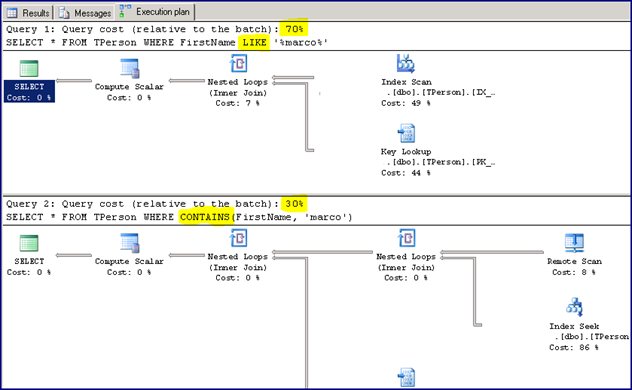 Results Messages Execution plan
Query 1: Query cost (relative to the batch): 70%
SELECT * FROM TPerson WHERE FirstName LIKE '%marco%'
SELECT
Cost: 0 %
Compute Scalar
Cost: 0 %
Nested Loops
(Inner Join)
Cost: 7 %
Index Scan
.[dbo].[TPerson].[IX_…
Cost: 49 %
Key Lookup
.[dbo].[TPerson].[PK_…
Cost: 44 %
Query 2: Query cost (relative to the batch): 30%
SELECT * FROM TPerson WHERE CONTAINS(FirstName, 'marco')
SELECT
Cost: 0 %
Compute Scalar
Cost: 0 %
Nested Loops
(Inner Join)
Cost: 0 %
Nested Loops
(Inner Join)
Cost: 0 %
Remote Scan
Cost: 8 %
Index Seek
.[dbo].[TPerson
Cost: 86 %